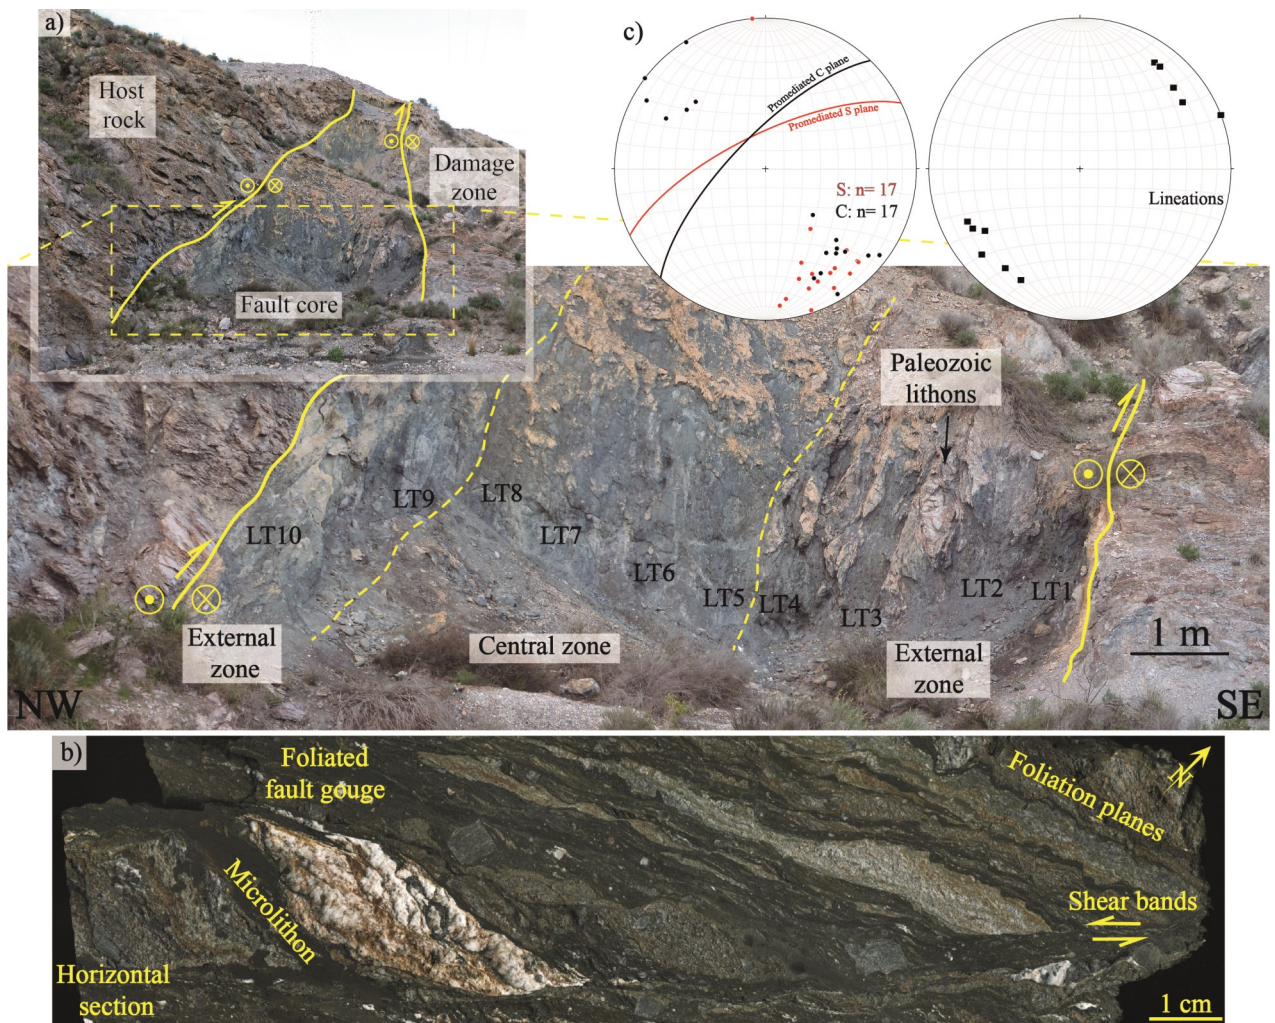 a)
Host
rock
Damage
zone
Fault core
c)
Promediated C plane
Promediated S plane
S: n= 17
C: n= 17
Lineations
Paleozoic
lithons
LT10
LT9
LT8
LT7
LT6
LT5
LT4
LT3
LT2
LT1
External
zone
Central zone
External
zone
1 m
NW
SE
b)
Foliated
fault gouge
Microlithon
Horizontal
section
Foliation planes
N
Shear bands
1 cm